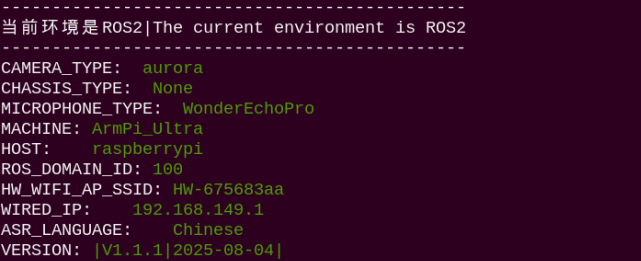 -----------------------------------------------
当前环境是ROS2|The current environment is ROS2
-----------------------------------------------
CAMERA_TYPE: aurora
CHASSIS_TYPE: None
MICROPHONE_TYPE: WonderEchoPro
MACHINE: ArmPi_Ultra
HOST: raspberrypi
ROS_DOMAIN_ID: 100
HW_WIFI_AP_SSID: HW-675683aa
WIRED_IP: 192.168.149.1
ASR_LANGUAGE: Chinese
VERSION: |V1.1.1|2025-08-04|